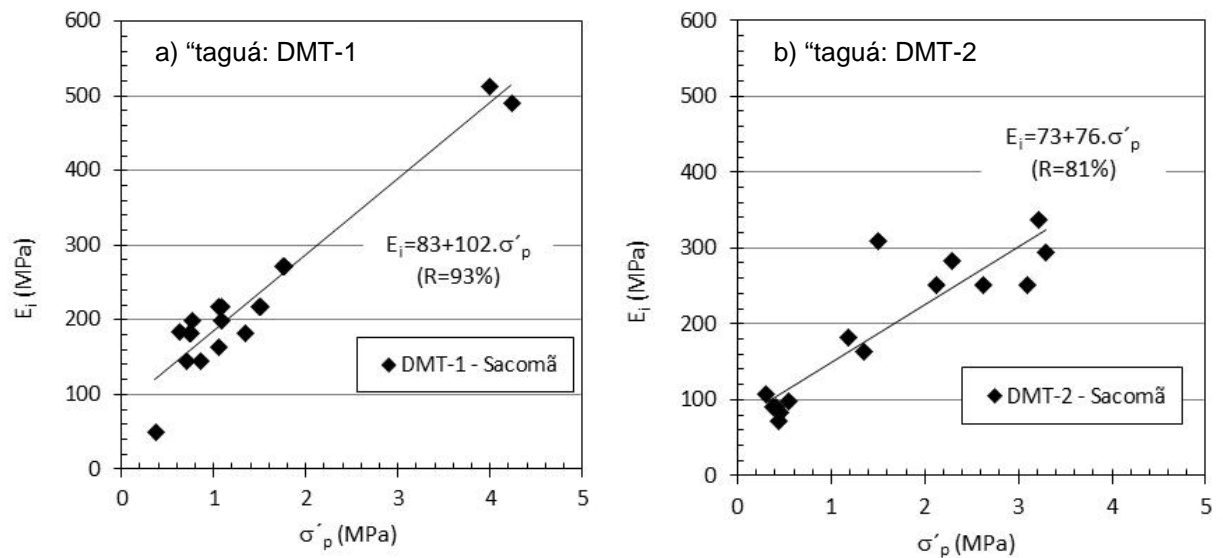 a) “taguá: DMT-1
600
500
400
300
200
100
0
E_i (MPa)
E_i=83+102.σ´_p
(R=93%)
DMT-1 - Sacomã
0 1 2 3 4 5
σ´_p (MPa)
b) “taguá: DMT-2
600
500
400
300
200
100
0
E_i (MPa)
E_i=73+76.σ´_p
(R=81%)
DMT-2 - Sacomã
0 1 2 3 4 5
σ´_p (MPa)